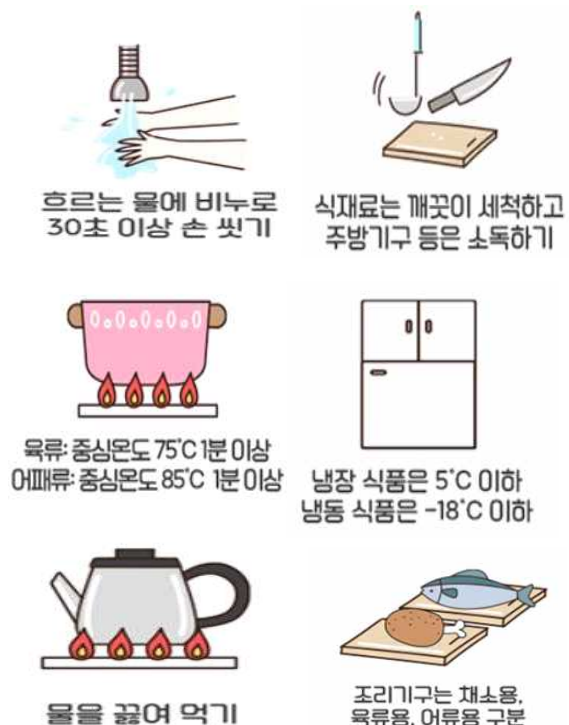 흐르는 물에 비누로
30초 이상 손 씻기
식재료는 깨끗이 세척하고
주방기구 등은 소독하기
육류: 중심온도 75℃ 1분 이상
어패류: 중심온도 85℃ 1분 이상
냉장 식품은 5℃ 이하
냉동 식품은 -18℃ 이하
물을 끓여 먹기
조리기구는 채소용,
육류용, 어류용 구분